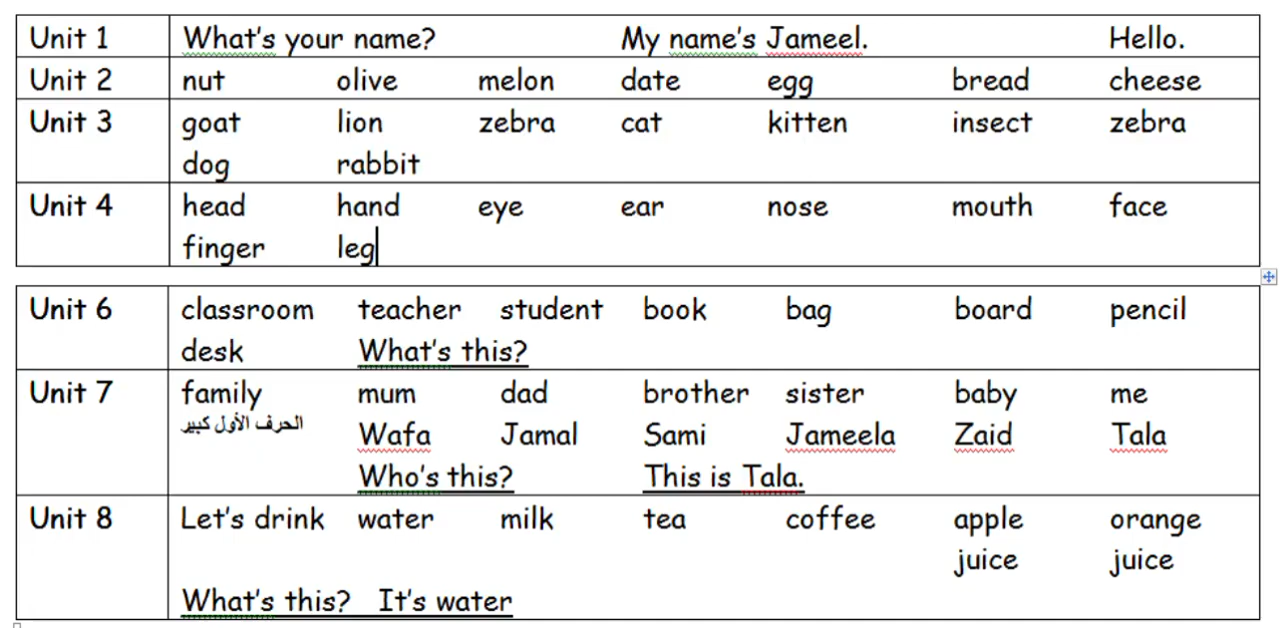 Unit 1 What's your name? My name's Jameel. Hello.
Unit 2 nut olive melon date egg bread cheese
Unit 3 goat lion zebra cat kitten insect zebra
dog rabbit
Unit 4 head hand eye ear nose mouth face
finger leg
Unit 6 classroom teacher student book bag board pencil
desk What's this?
Unit 7 family mum dad brother sister baby me
الحرف الأول كبير Wafa Jamal Sami Jameela Zaid Tala
Who's this? This is Tala.
Unit 8 Let's drink water milk tea coffee apple orange
juice juice
What's this? It's water